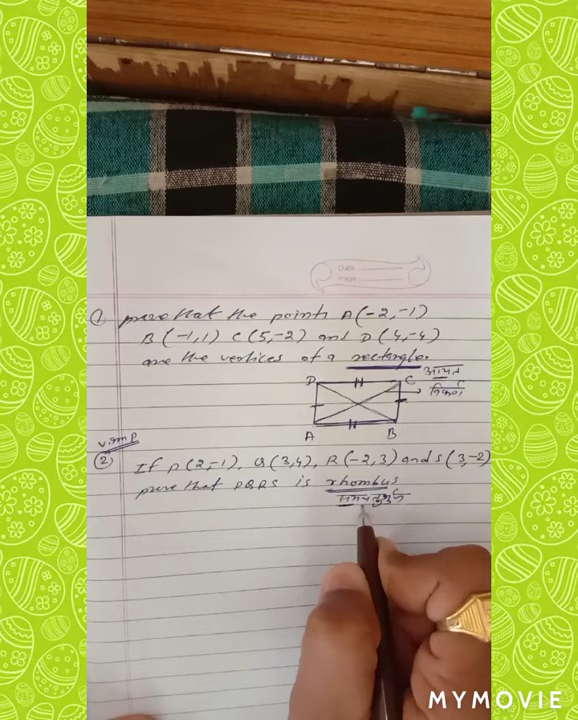 ① prove that the points A(-2,-1)
B(-1,1) C(5,-2) and D(4,-4)
are the vertices of a rectangle.
D C आयत
विकर्ण
A B
v.imp
② If P(2,-1), Q(3,4), R(-2,3) and S(3,-2)
prove that PQRS is rhombus
समचतुर्भुज
MYMOVIE